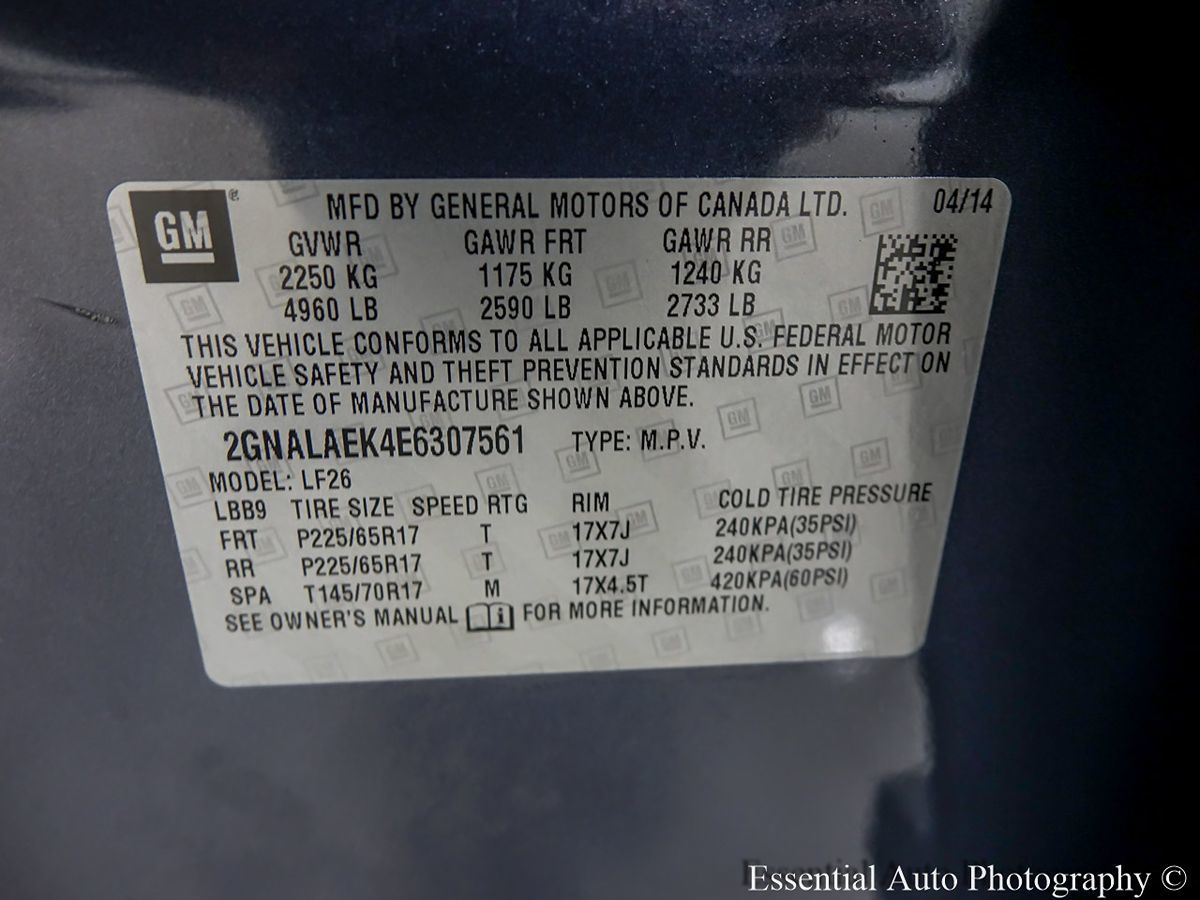 GM ® MFD BY GENERAL MOTORS OF CANADA LTD. 04/14
GVWR GAWR FRT GAWR RR
2250 KG 1175 KG 1240 KG
4960 LB 2590 LB 2733 LB
THIS VEHICLE CONFORMS TO ALL APPLICABLE U.S. FEDERAL MOTOR
VEHICLE SAFETY AND THEFT PREVENTION STANDARDS IN EFFECT ON
THE DATE OF MANUFACTURE SHOWN ABOVE.
2GNALAEK4E6307561 TYPE: M.P.V.
MODEL: LF26
LBB9 TIRE SIZE SPEED RTG RIM COLD TIRE PRESSURE
FRT P225/65R17 T 17X7J 240KPA(35PSI)
RR P225/65R17 T 17X7J 240KPA(35PSI)
SPA T145/70R17 M 17X4.5T 420KPA(60PSI)
SEE OWNER'S MANUAL i FOR MORE INFORMATION.
Essential Auto Photography ©